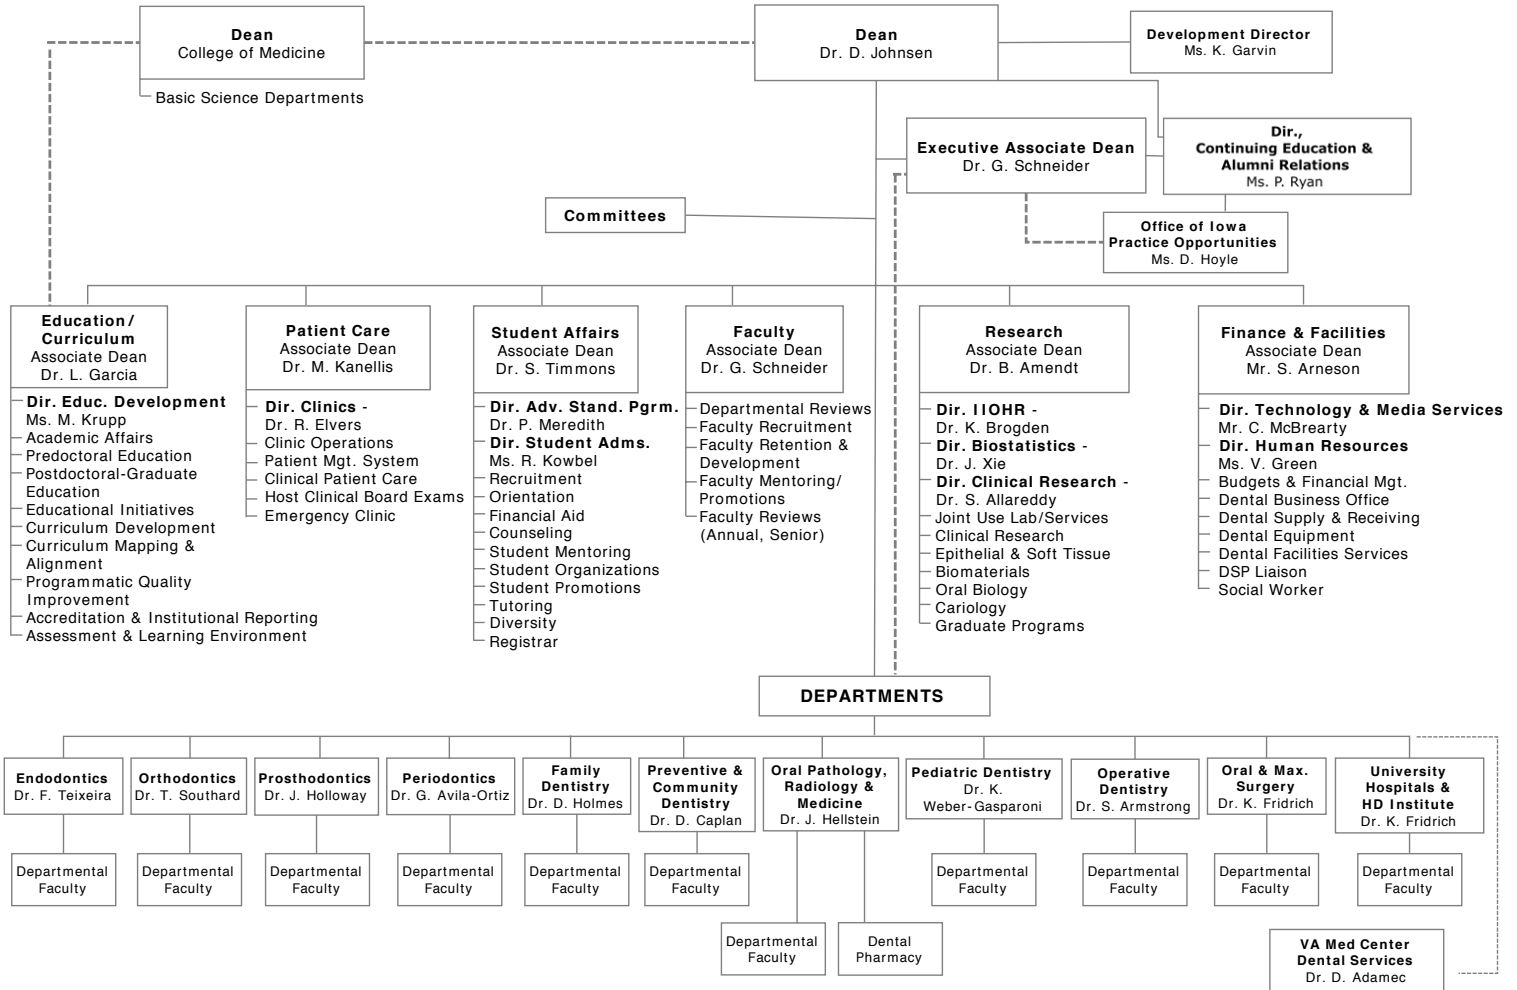 Dean
College of Medicine
Basic Science Departments
Dean
Dr. D. Johnsen
Development Director
Ms. K. Garvin
Executive Associate Dean
Dr. G. Schneider
Dir.,
Continuing Education &
Alumni Relations
Ms. P. Ryan
Committees
Office of Iowa
Practice Opportunities
Ms. D. Hoyle
Education/
Curriculum
Associate Dean
Dr. L. Garcia
Dir. Educ. Development
Ms. M. Krupp
Academic Affairs
Predoctoral Education
Postdoctoral-Graduate
Education
Educational Initiatives
Curriculum Development
Curriculum Mapping &
Alignment
Programmatic Quality
Improvement
Accreditation & Institutional Reporting
Assessment & Learning Environment
Patient Care
Associate Dean
Dr. M. Kanellis
Dir. Clinics -
Dr. R. Elvers
Clinic Operations
Patient Mgt. System
Clinical Patient Care
Host Clinical Board Exams
Emergency Clinic
Student Affairs
Associate Dean
Dr. S. Timmons
Dir. Adv. Stand. Pgrm.
Dr. P. Meredith
Dir. Student Adms.
Ms. R. Kowbel
Recruitment
Orientation
Financial Aid
Counseling
Student Mentoring
Student Organizations
Student Promotions
Tutoring
Diversity
Registrar
Faculty
Associate Dean
Dr. G. Schneider
Departmental Reviews
Faculty Recruitment
Faculty Retention &
Development
Faculty Mentoring/
Promotions
Faculty Reviews
(Annual, Senior)
Research
Associate Dean
Dr. B. Amendt
Dir. IIOHR -
Dr. K. Brogden
Dir. Biostatistics -
Dr. J. Xie
Dir. Clinical Research -
Dr. S. Allareddy
Joint Use Lab/Services
Clinical Research
Epithelial & Soft Tissue
Biomaterials
Oral Biology
Cariology
Graduate Programs
Finance & Facilities
Associate Dean
Mr. S. Arneson
Dir. Technology & Media Services
Mr. C. McBrearty
Dir. Human Resources
Ms. V. Green
Budgets & Financial Mgt.
Dental Business Office
Dental Supply & Receiving
Dental Equipment
Dental Facilities Services
DSP Liaison
Social Worker
DEPARTMENTS
Endodontics
Dr. F. Teixeira
Departmental
Faculty
Orthodontics
Dr. T. Southard
Departmental
Faculty
Prosthodontics
Dr. J. Holloway
Departmental
Faculty
Periodontics
Dr. G. Avila-Ortiz
Departmental
Faculty
Family
Dentistry
Dr. D. Holmes
Departmental
Faculty
Preventive &
Community
Dentistry
Dr. D. Caplan
Departmental
Faculty
Oral Pathology,
Radiology &
Medicine
Dr. J. Hellstein
Departmental
Faculty
Dental
Pharmacy
Pediatric Dentistry
Dr. K.
Weber-Gasparoni
Departmental
Faculty
Operative
Dentistry
Dr. S. Armstrong
Departmental
Faculty
Oral & Max.
Surgery
Dr. K. Fridrich
Departmental
Faculty
University
Hospitals &
HD Institute
Dr. K. Fridrich
Departmental
Faculty
VA Med Center
Dental Services
Dr. D. Adamec